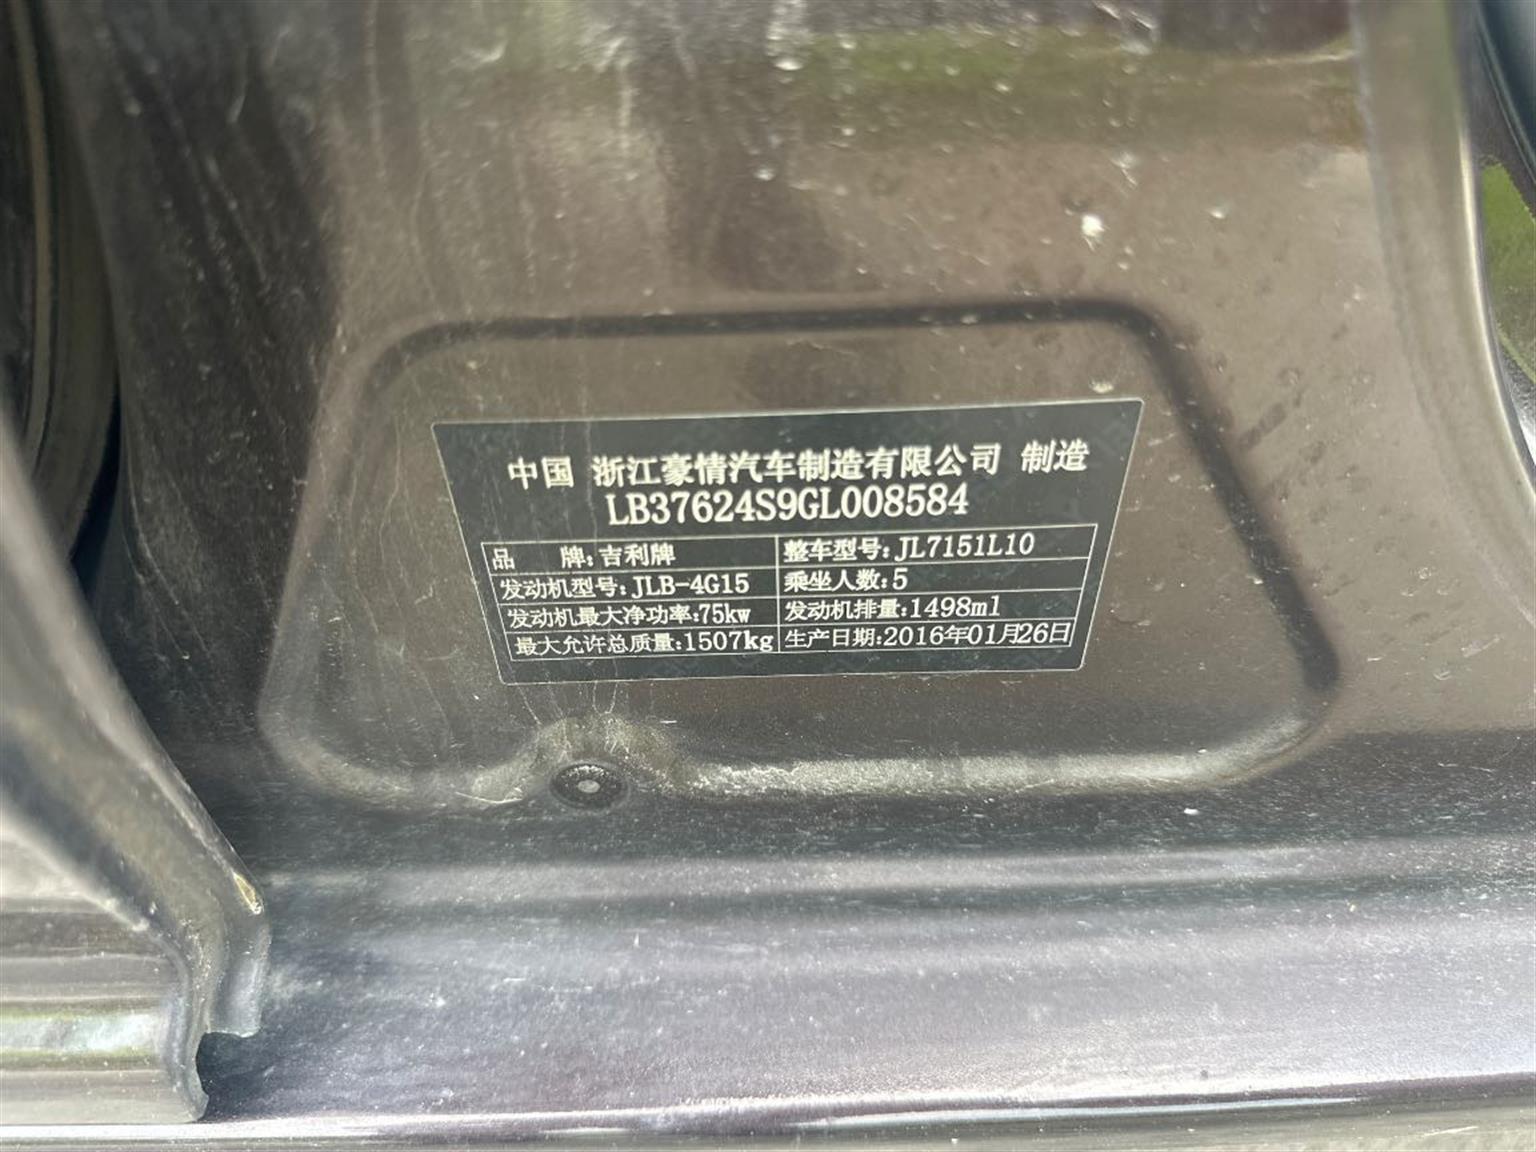 中国 浙江豪情汽车制造有限公司 制造
LB37624S9GL008584
品 牌:吉利牌 整车型号:JL7151L10
发动机型号:JLB-4G15 乘坐人数:5
发动机最大净功率:75kw 发动机排量:1498ml
最大允许总质量:1507kg 生产日期:2016年01月26日